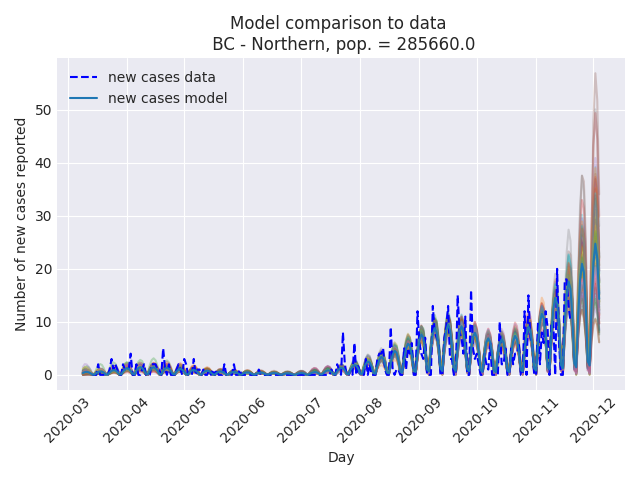 Model comparison to data
BC - Northern, pop. = 285660.0
new cases data
new cases model
Number of new cases reported
50
40
30
20
10
0
2020-03
2020-04
2020-05
2020-06
2020-07
2020-08
2020-09
2020-10
2020-11
2020-12
Day